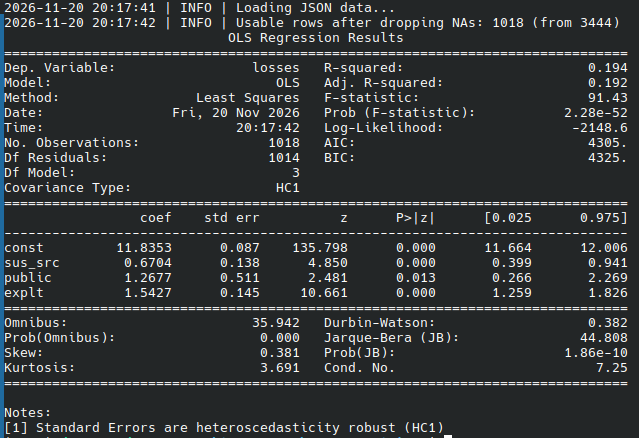 2026-11-20 20:17:41 | INFO | Loading JSON data...
2026-11-20 20:17:42 | INFO | Usable rows after dropping NAs: 1018 (from 3444)
OLS Regression Results
==============================================================================
Dep. Variable: losses R-squared: 0.194
Model: OLS Adj. R-squared: 0.192
Method: Least Squares F-statistic: 91.43
Date: Fri, 20 Nov 2026 Prob (F-statistic): 2.28e-52
Time: 20:17:42 Log-Likelihood: -2148.6
No. Observations: 1018 AIC: 4305.
Df Residuals: 1014 BIC: 4325.
Df Model: 3
Covariance Type: HC1
==============================================================================
coef std err z P>|z| [0.025 0.975]
------------------------------------------------------------------------------
const 11.8353 0.087 135.798 0.000 11.664 12.006
sus_src 0.6704 0.138 4.850 0.000 0.399 0.941
public 1.2677 0.511 2.481 0.013 0.266 2.269
explt 1.5427 0.145 10.661 0.000 1.259 1.826
==============================================================================
Omnibus: 35.942 Durbin-Watson: 0.382
Prob(Omnibus): 0.000 Jarque-Bera (JB): 44.808
Skew: 0.381 Prob(JB): 1.86e-10
Kurtosis: 3.691 Cond. No. 7.25
==============================================================================
Notes:
[1] Standard Errors are heteroscedasticity robust (HC1)